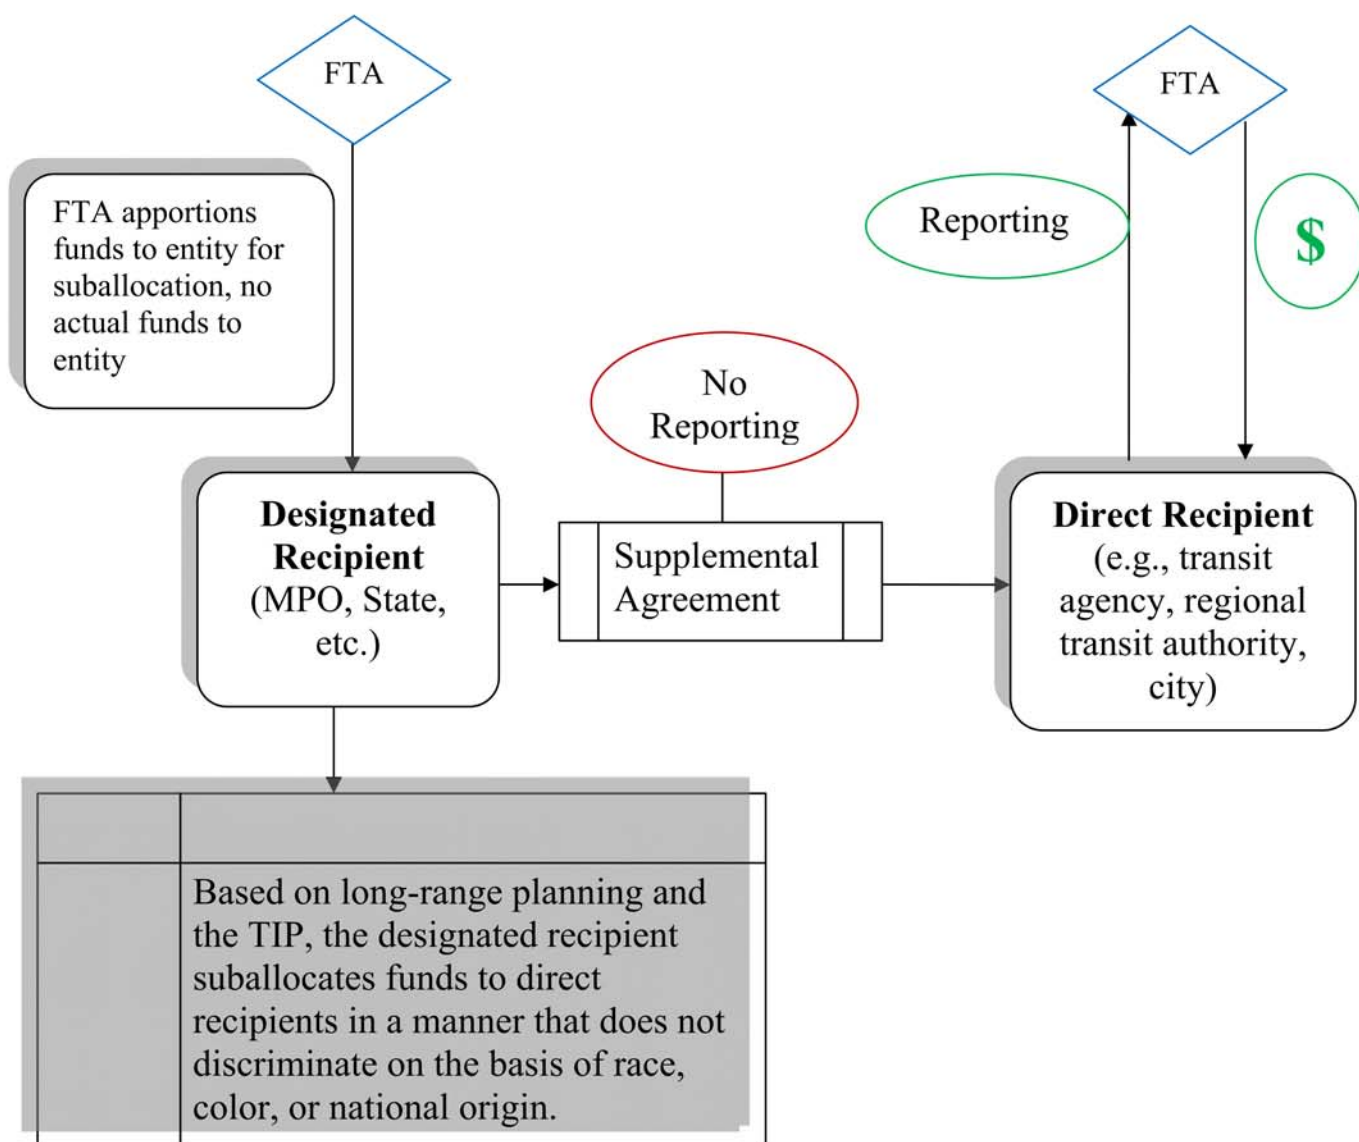 FTA
FTA
FTA apportions
funds to entity for
suballocation, no
actual funds to
entity
Reporting
$
No
Reporting
Designated
Recipient
(MPO, State,
etc.)
Supplemental
Agreement
Direct Recipient
(e.g., transit
agency, regional
transit authority,
city)
Based on long-range planning and
the TIP, the designated recipient
suballocates funds to direct
recipients in a manner that does not
discriminate on the basis of race,
color, or national origin.